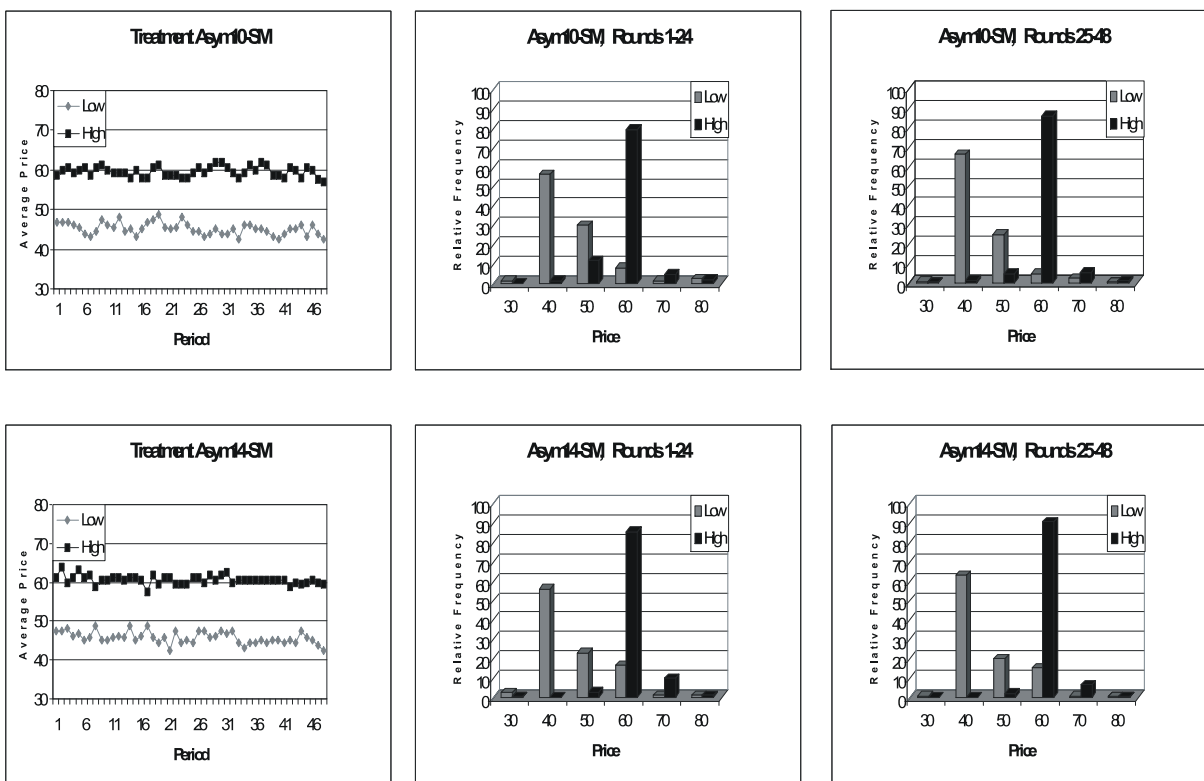 Treatment Asym10-SM
80
70
60
50
40
30
Average Price
Low
High
1 6 11 16 21 26 31 36 41 46
Period
Asym10-SM, Rounds 1-24
100
90
80
70
60
50
40
30
20
10
0
Relative Frequency
Low
High
30 40 50 60 70 80
Price
Asym10-SM, Rounds 25-48
100
90
80
70
60
50
40
30
20
10
0
Relative Frequency
Low
High
30 40 50 60 70 80
Price
Treatment Asym14-SM
80
70
60
50
40
30
Average Price
Low
High
1 6 11 16 21 26 31 36 41 46
Period
Asym14-SM, Rounds 1-24
100
90
80
70
60
50
40
30
20
10
0
Relative Frequency
Low
High
30 40 50 60 70 80
Price
Asym14-SM, Rounds 25-48
100
90
80
70
60
50
40
30
20
10
0
Relative Frequency
Low
High
30 40 50 60 70 80
Price